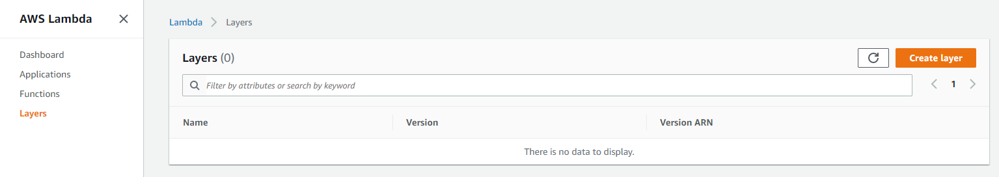 AWS Lambda
Dashboard
Applications
Functions
Layers
Lambda Layers
Layers (0)
Create layer
Filter by attributes or search by keyword
1
Name Version Version ARN
There is no data to display.